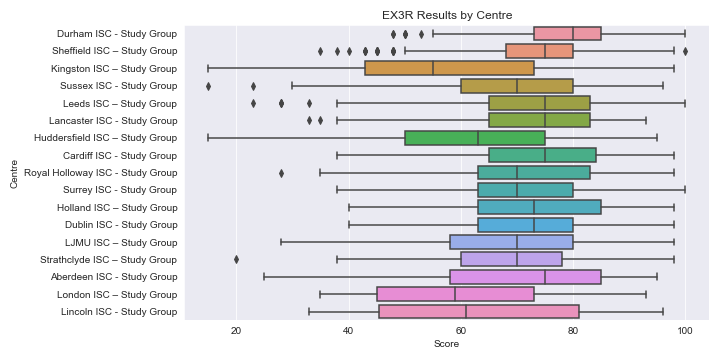 EX3R Results by Centre
Centre
Durham ISC - Study Group
Sheffield ISC – Study Group
Kingston ISC – Study Group
Sussex ISC - Study Group
Leeds ISC – Study Group
Lancaster ISC – Study Group
Huddersfield ISC – Study Group
Cardiff ISC - Study Group
Royal Holloway ISC - Study Group
Surrey ISC - Study Group
Holland ISC – Study Group
Dublin ISC - Study Group
LJMU ISC – Study Group
Strathclyde ISC – Study Group
Aberdeen ISC - Study Group
London ISC – Study Group
Lincoln ISC - Study Group
20 40 60 80 100
Score